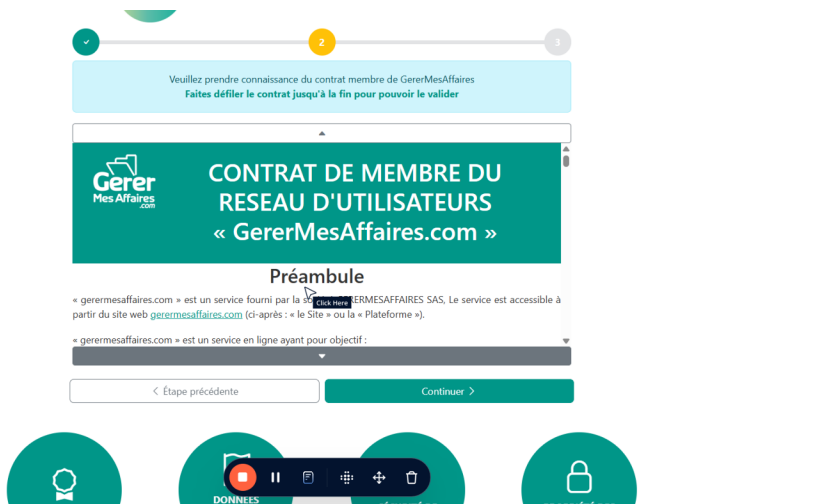 2
3
Veuillez prendre connaissance du contrat membre de GererMesAffaires
Faites défiler le contrat jusqu'à la fin pour pouvoir le valider
Gerer
Mes Affaires
.com
CONTRAT DE MEMBRE DU
RESEAU D'UTILISATEURS
« GererMesAffaires.com »
Préambule
« gerermesaffaires.com » est un service fourni par la GERERMESAFFAIRES SAS, Le service est accessible à
Click Here
partir du site web gerermesaffaires.com (ci-après : « le Site » ou la « Plateforme »).
« gerermesaffaires.com » est un service en ligne ayant pour objectif :
Étape précédente
Continuer
DONNEES